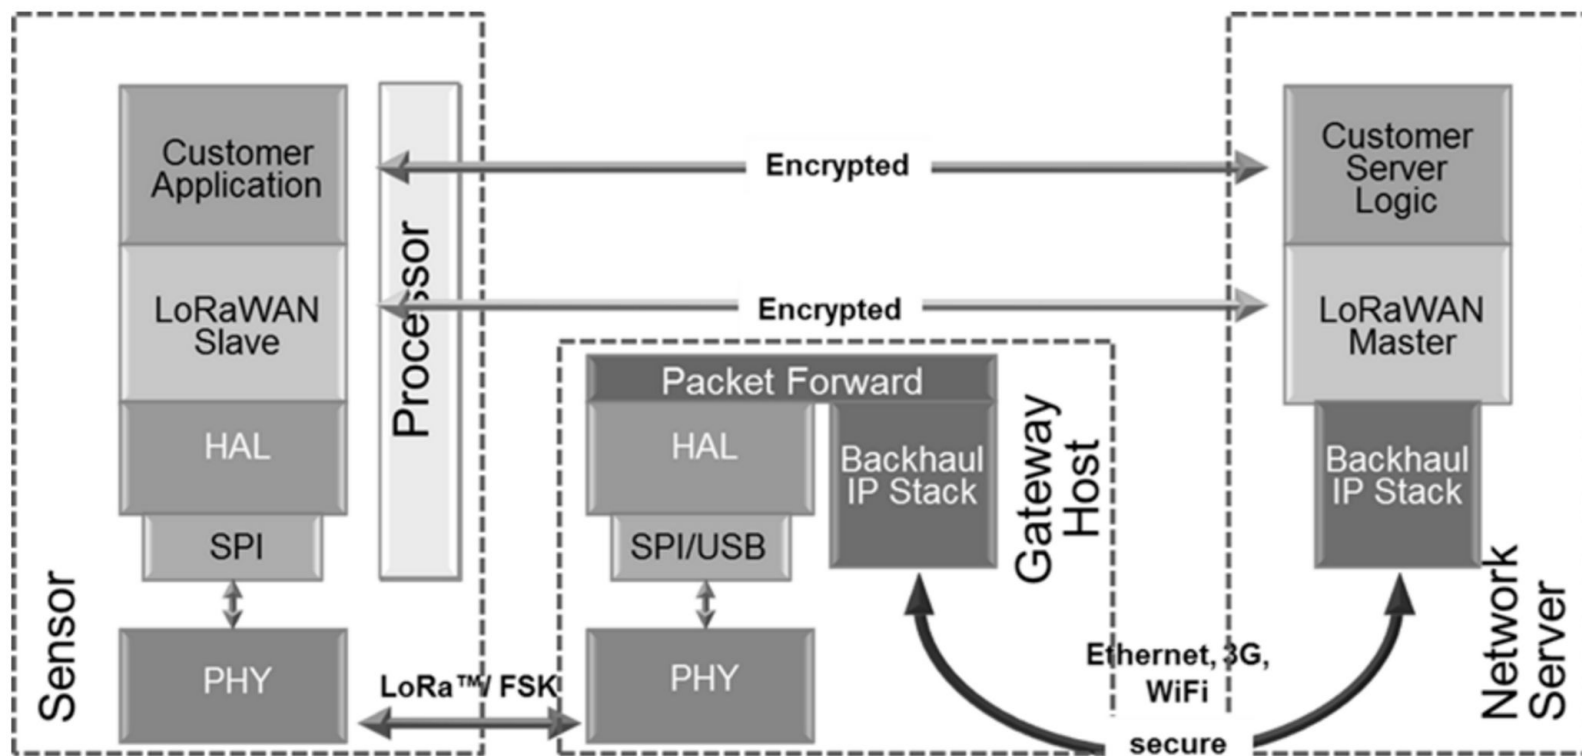 Customer
Application
LoRaWAN
Slave
HAL
SPI
PHY
Sensor
Processor
Encrypted
Encrypted
LoRa™/ FSK
Packet Forward
HAL
SPI/USB
PHY
Backhaul
IP Stack
Gateway
Host
Ethernet, 3G,
WiFi
secure
Customer
Server
Logic
LoRaWAN
Master
Backhaul
IP Stack
Network
Server